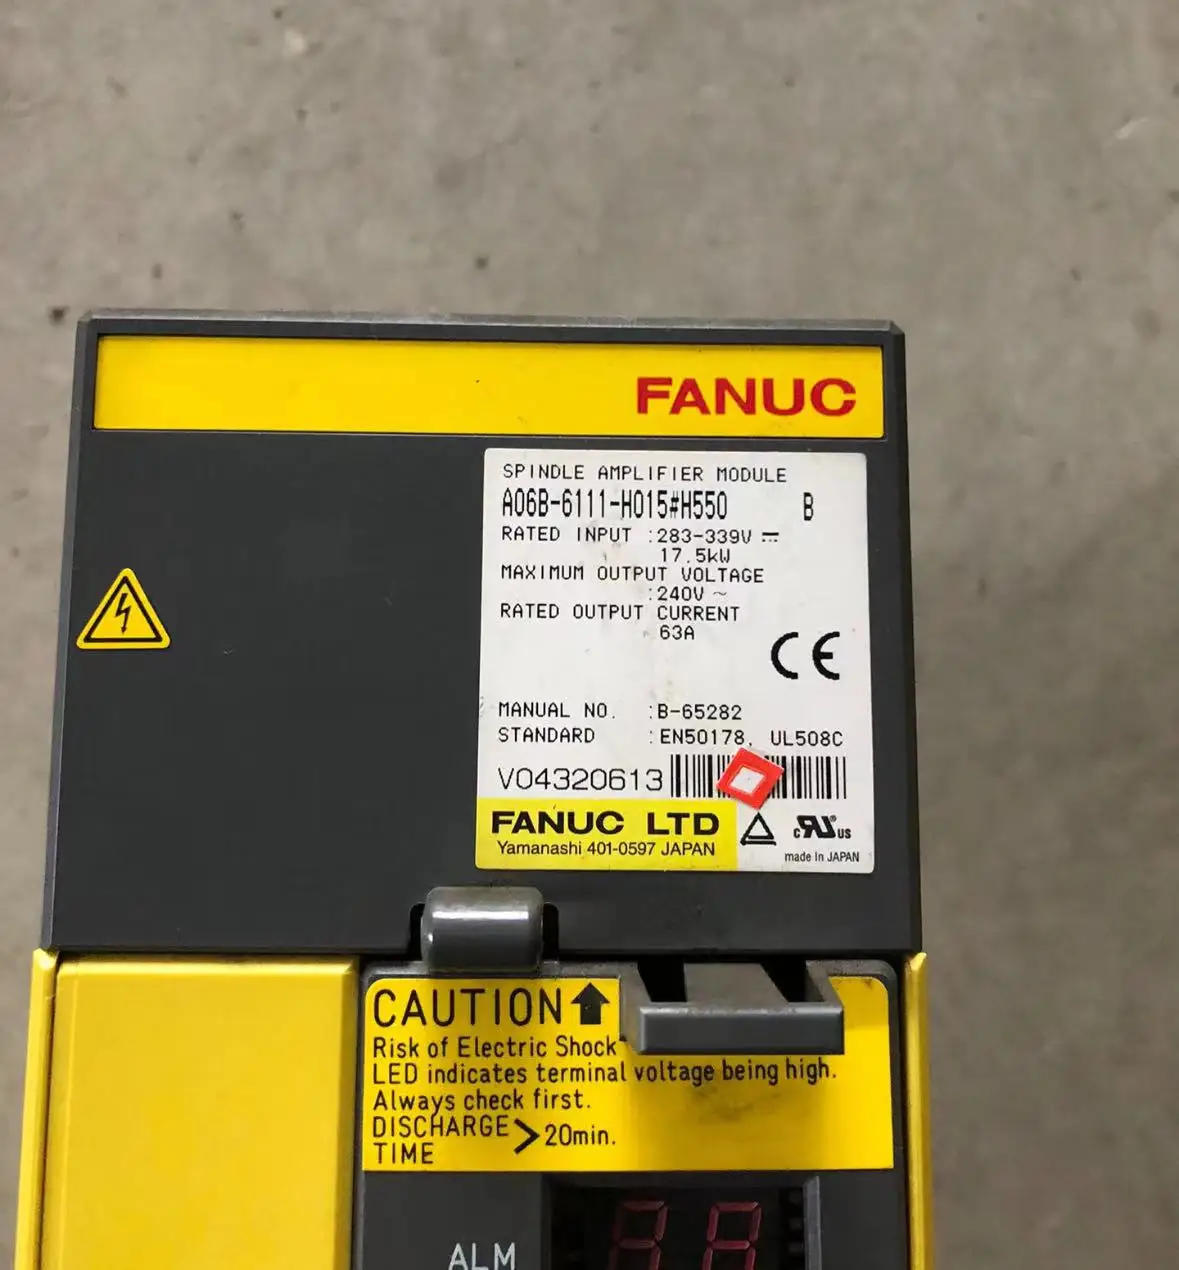 FANUC
SPINDLE AMPLIFIER MODULE
A06B-6111-H015#H550 B
RATED INPUT :283-339V ⎓
17.5kW
MAXIMUM OUTPUT VOLTAGE
:240V ~
RATED OUTPUT CURRENT
63A
CE
MANUAL NO. :B-65282
STANDARD :EN50178, UL508C
V04320613
FANUC LTD
Yamanashi 401-0597 JAPAN
c RU® US
made in JAPAN
CAUTION
Risk of Electric Shock
LED indicates terminal voltage being high.
Always check first.
DISCHARGE
TIME > 20min.
ALM